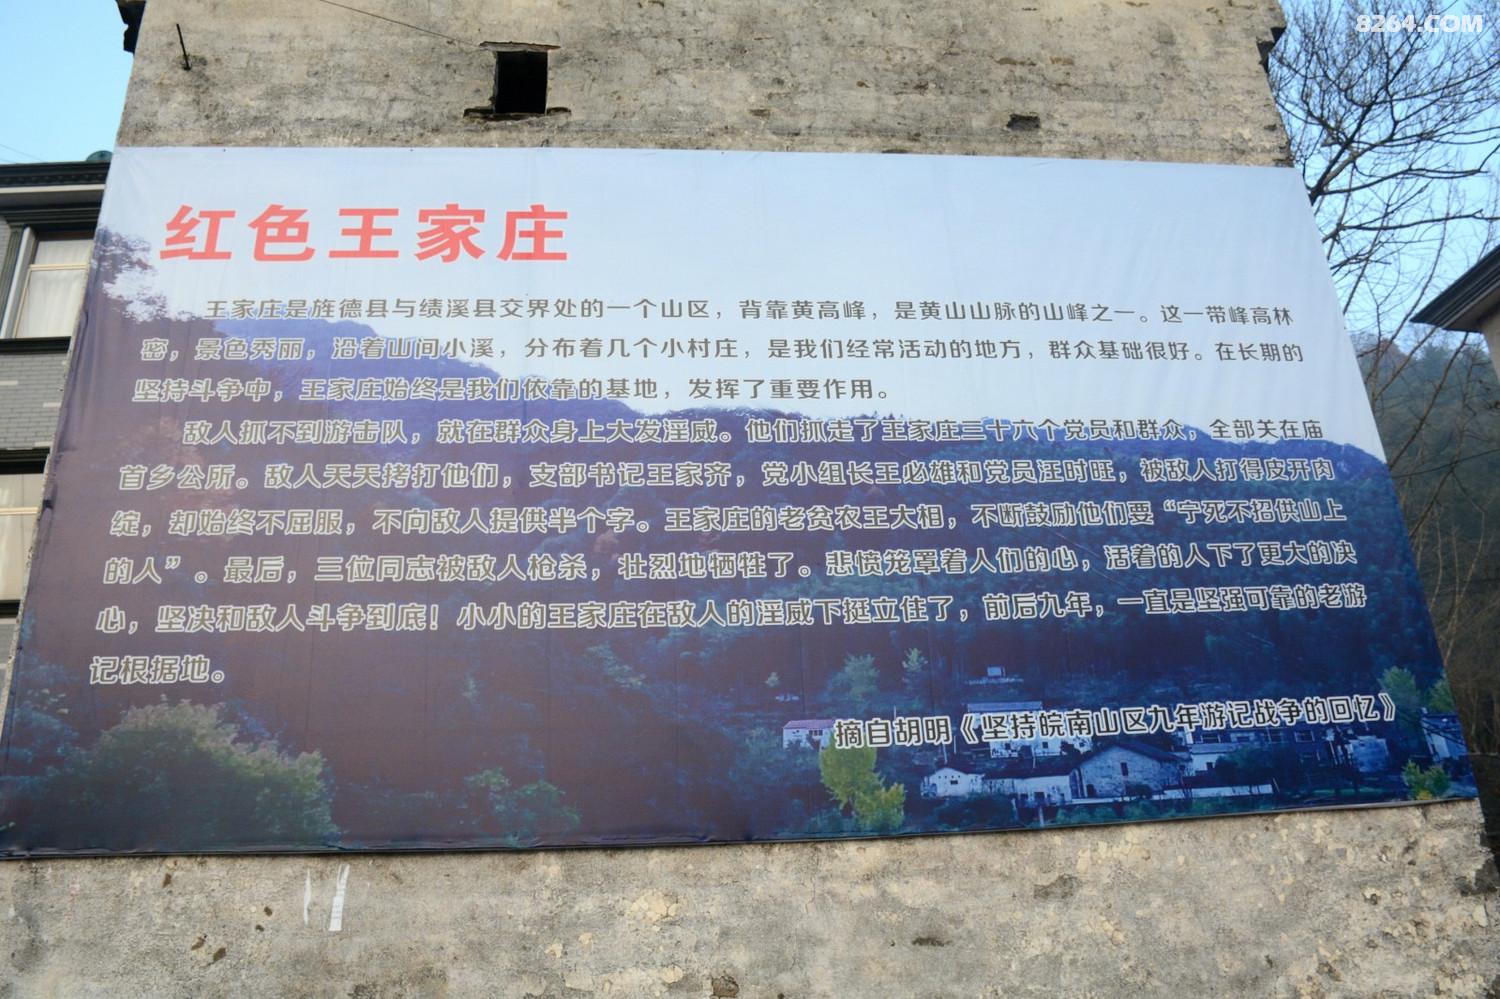 8264.COM
红色王家庄
王家庄是旌德县与绩溪县交界处的一个山区，背靠黄高峰，是黄山山脉的山峰之一。这一带峰高林
密，景色秀丽，沿着山间小溪，分布着几个小村庄，是我们经常活动的地方，群众基础很好。在长期的
坚持斗争中，王家庄始终是我们依靠的基地，发挥了重要作用。
敌人抓不到游击队，就在群众身上大发淫威。他们抓走了王家庄三十六个党员和群众，全部关在庙
首乡公所。敌人天天拷打他们，支部书记王家齐，党小组长王必雄和党员汪时旺，被敌人打得皮开肉
绽，却始终不屈服，不向敌人提供半个字。王家庄的老贫农王大相，不断鼓励他们要“宁死不招供山上
的人”。最后，三位同志被敌人枪杀，壮烈地牺牲了。悲愤笼罩着人们的心，活着的人下了更大的决
心，坚决和敌人斗争到底！小小的王家庄在敌人的淫威下挺立住了，前后九年，一直是坚强可靠的老游
记根据地。
摘自胡明《坚持皖南山区九年游记战争的回忆》